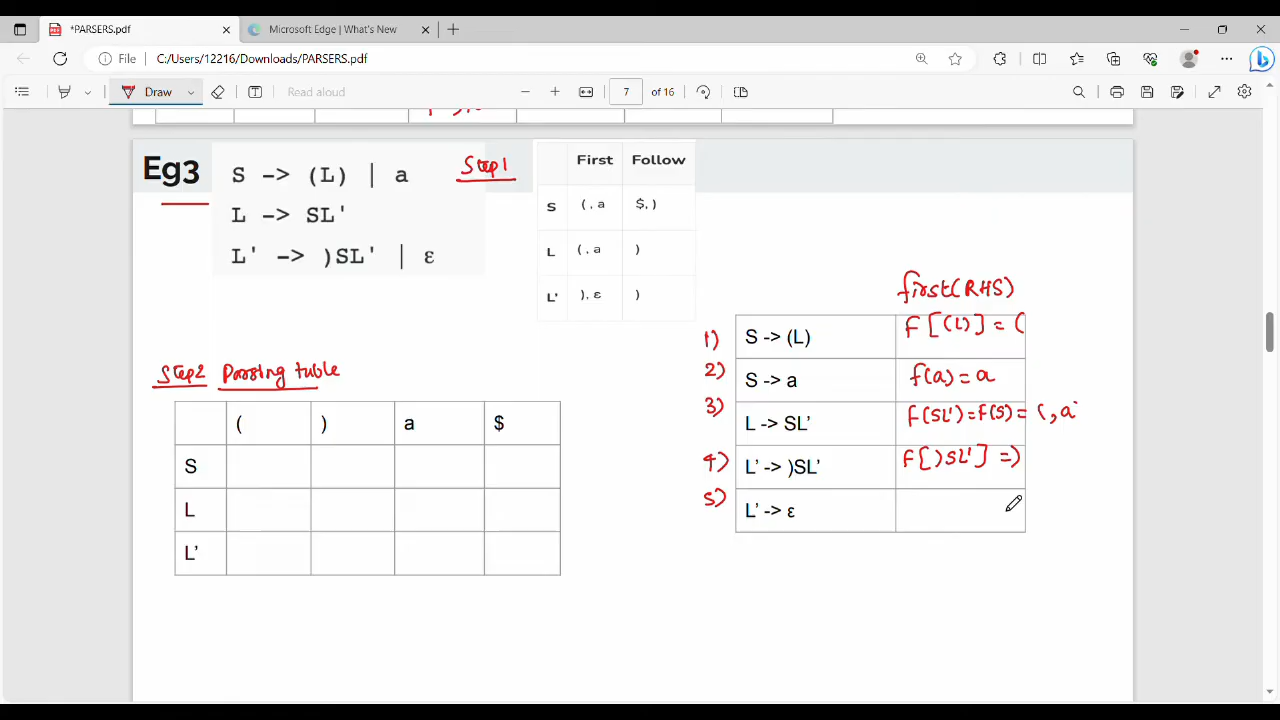 *PARSERS.pdf
Microsoft Edge | What's New
File
C:/Users/12216/Downloads/PARSERS.pdf
Draw
Read aloud
7
of 16
Eg3
S -> (L) | a
L -> SL'
L' -> )SL' | ε
Step1
First Follow
S ( , a $, )
L ( , a )
L' ), ε )
first(RHS)
1) S -> (L) F[(L)] = (
2) S -> a f(a) = a
3) L -> SL' F(SL') = F(S) = (, a
4) L' -> )SL' F[)SL'] = )
5) L' -> ε
Step2 Parsing table
( ) a $
S
L
L'